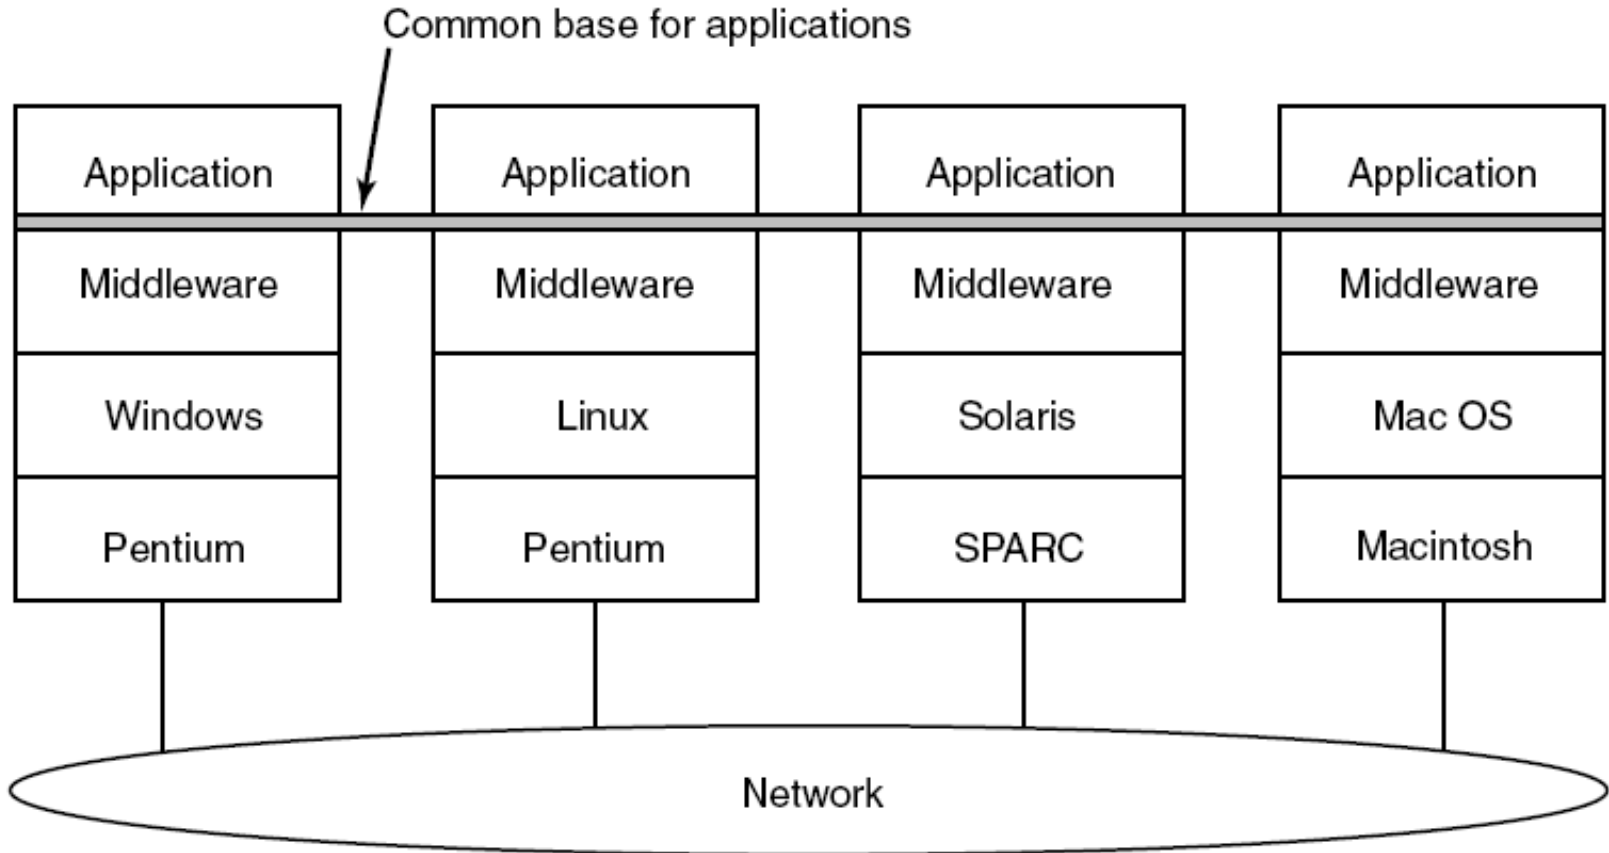 Common base for applications
Application Application Application Application
Middleware Middleware Middleware Middleware
Windows Linux Solaris Mac OS
Pentium Pentium SPARC Macintosh
Network